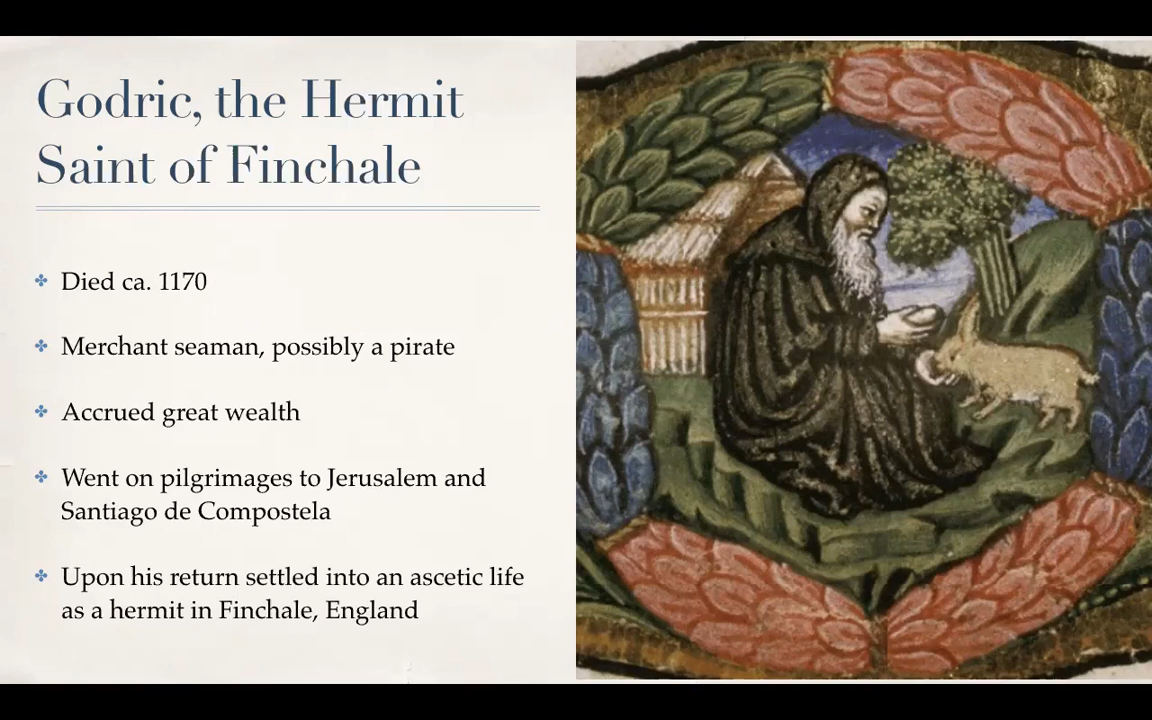 Godric, the Hermit
Saint of Finchale
Died ca. 1170
Merchant seaman, possibly a pirate
Accrued great wealth
Went on pilgrimages to Jerusalem and
Santiago de Compostela
Upon his return settled into an ascetic life
as a hermit in Finchale, England